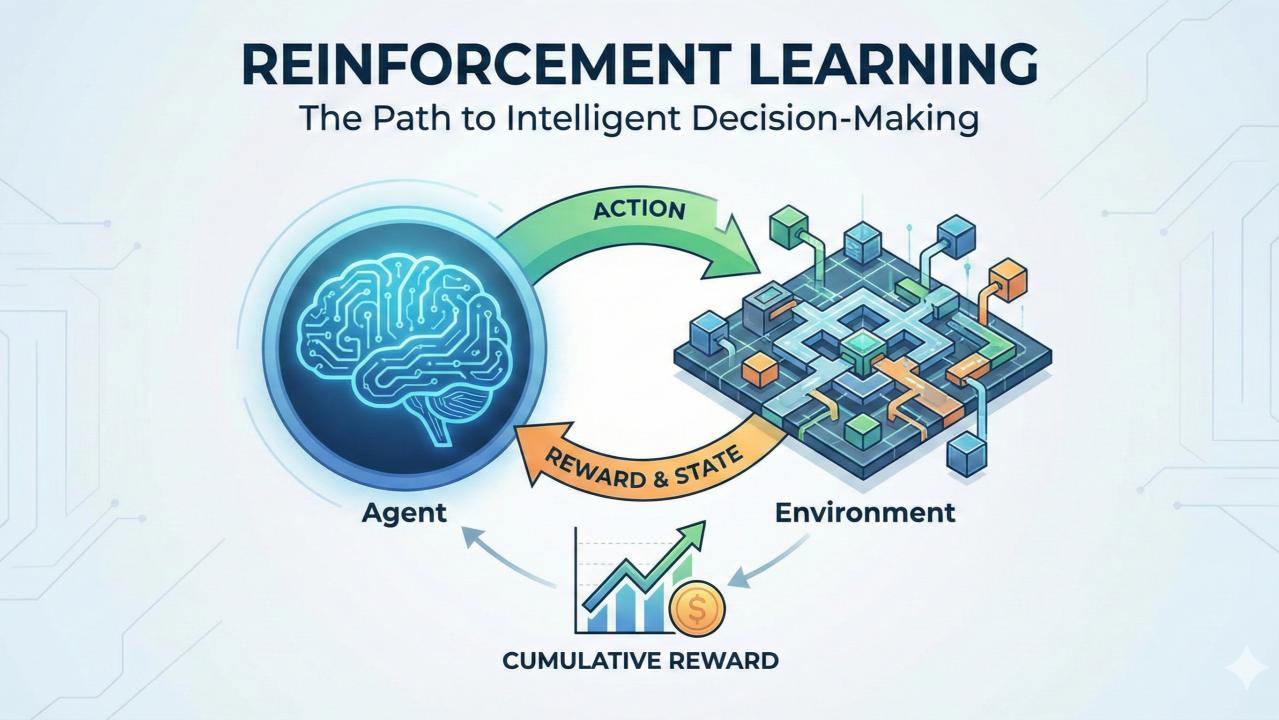 REINFORCEMENT LEARNING
The Path to Intelligent Decision-Making
ACTION
REWARD & STATE
Agent
Environment
$
CUMULATIVE REWARD